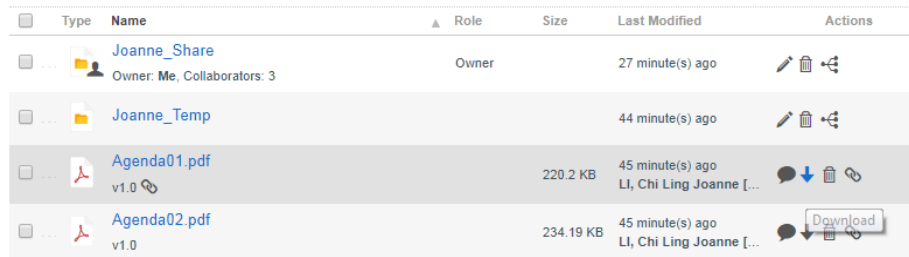 Type Name Role Size Last Modified Actions
Joanne_Share
Owner: Me, Collaborators: 3
Owner
27 minute(s) ago
Joanne_Temp
44 minute(s) ago
Agenda01.pdf
v1.0
220.2 KB
45 minute(s) ago
LI, Chi Ling Joanne [...
Agenda02.pdf
v1.0
234.19 KB
45 minute(s) ago
LI, Chi Ling Joanne [...
Download